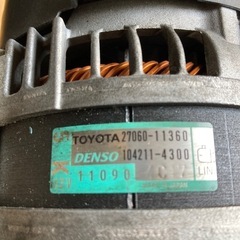 TOYOTA 27060-11360
DENSO 104211-4300
11090 C
LIN